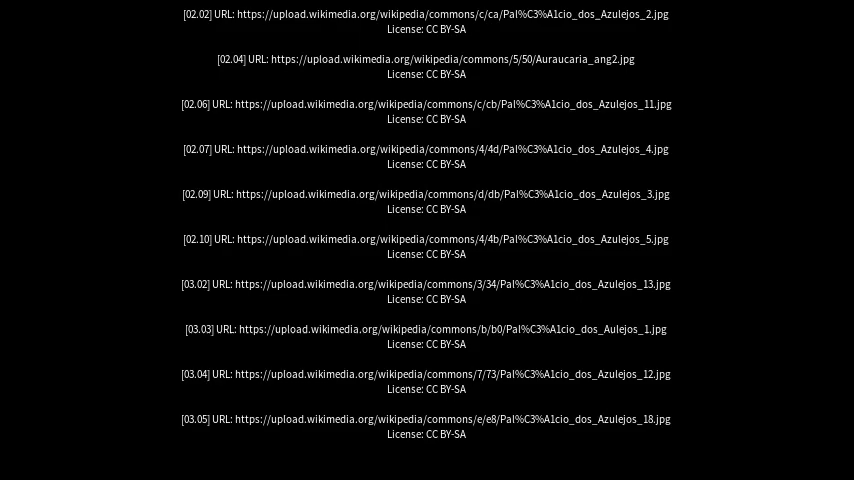 [02.02] URL: https://upload.wikimedia.org/wikipedia/commons/c/ca/Pal%C3%A1cio_dos_Azulejos_2.jpg
License: CC BY-SA
[02.04] URL: https://upload.wikimedia.org/wikipedia/commons/5/50/Auraucaria_ang2.jpg
License: CC BY-SA
[02.06] URL: https://upload.wikimedia.org/wikipedia/commons/c/cb/Pal%C3%A1cio_dos_Azulejos_11.jpg
License: CC BY-SA
[02.07] URL: https://upload.wikimedia.org/wikipedia/commons/4/4d/Pal%C3%A1cio_dos_Azulejos_4.jpg
License: CC BY-SA
[02.09] URL: https://upload.wikimedia.org/wikipedia/commons/d/db/Pal%C3%A1cio_dos_Azulejos_3.jpg
License: CC BY-SA
[02.10] URL: https://upload.wikimedia.org/wikipedia/commons/4/4b/Pal%C3%A1cio_dos_Azulejos_5.jpg
License: CC BY-SA
[03.02] URL: https://upload.wikimedia.org/wikipedia/commons/3/34/Pal%C3%A1cio_dos_Azulejos_13.jpg
License: CC BY-SA
[03.03] URL: https://upload.wikimedia.org/wikipedia/commons/b/b0/Pal%C3%A1cio_dos_Aulejos_1.jpg
License: CC BY-SA
[03.04] URL: https://upload.wikimedia.org/wikipedia/commons/7/73/Pal%C3%A1cio_dos_Azulejos_12.jpg
License: CC BY-SA
[03.05] URL: https://upload.wikimedia.org/wikipedia/commons/e/e8/Pal%C3%A1cio_dos_Azulejos_18.jpg
License: CC BY-SA